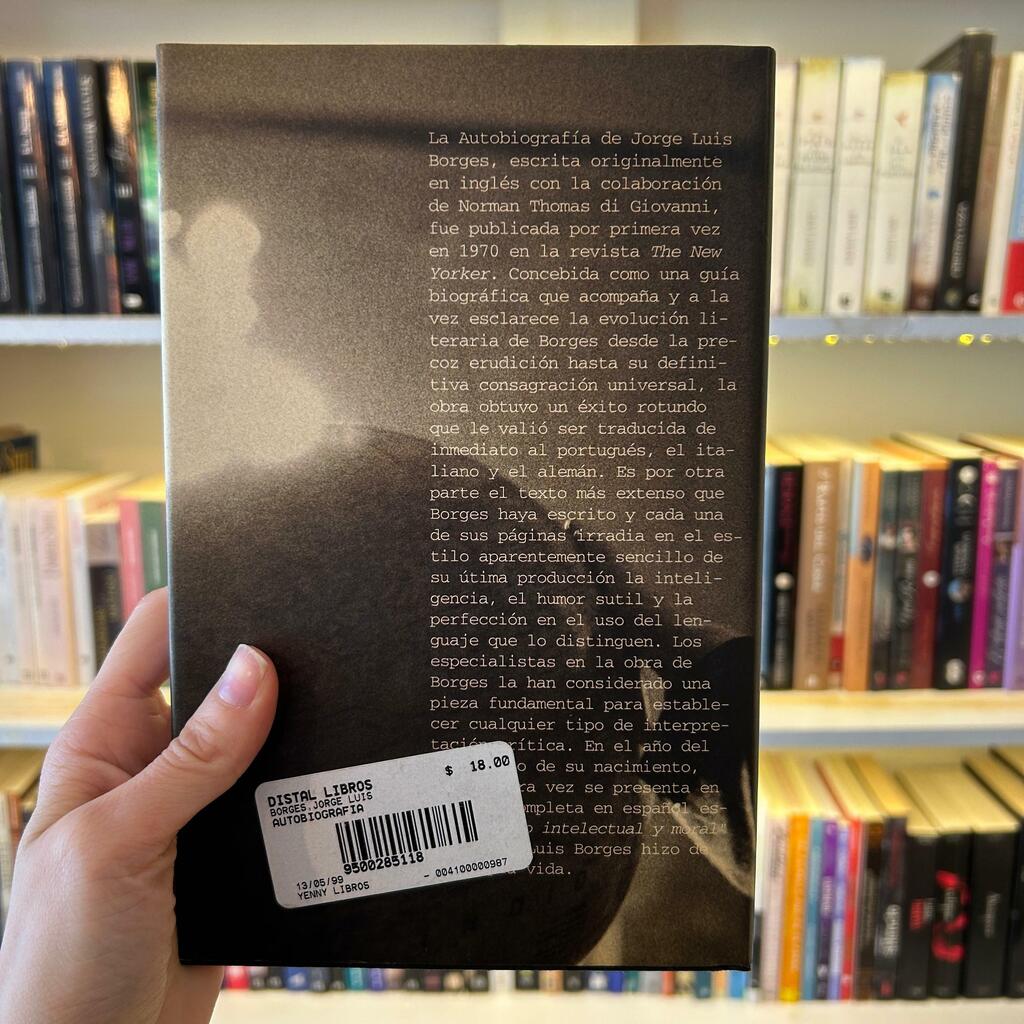 La Autobiografía de Jorge Luis
Borges, escrita originalmente
en inglés con la colaboración
de Norman Thomas di Giovanni,
fue publicada por primera vez
en 1970 en la revista The New
Yorker. Concebida como una guía
biográfica que acompaña y a la
vez esclarece la evolución li-
teraria de Borges desde la pre-
coz erudición hasta su defini-
tiva consagración universal, la
obra obtuvo un éxito rotundo
que le valió ser traducida de
inmediato al portugués, el ita-
liano y el alemán. Es por otra
parte el texto más extenso que
Borges haya escrito y cada una
de sus páginas irradia en el es-
tilo aparentemente sencillo de
su útima producción la inteli-
gencia, el humor sutil y la
perfección en el uso del len-
guaje que lo distinguen. Los
especialistas en la obra de
Borges la han considerado una
pieza fundamental para estable-
cer cualquier tipo de interpre-
tación crítica. En el año del
o de su nacimiento,
ra vez se presenta en
ompleta en español es-
o intelectual y moral"
Luis Borges hizo de
vida.
$ 18.00
DISTAL LIBROS
BORGES,JORGE LUIS
AUTOBIOGRAFIA
9500285118
13/05/99 - 004100000987
YENNY LIBROS